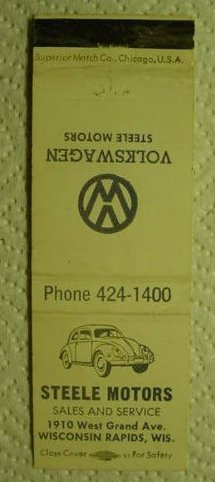 Superior Match Co., Chicago, U.S.A.
STEELE MOTORS
VOLKSWAGEN
VW
Phone 424-1400
STEELE MOTORS
SALES AND SERVICE
1910 West Grand Ave.
WISCONSIN RAPIDS, WIS.
Close Cover For Safety